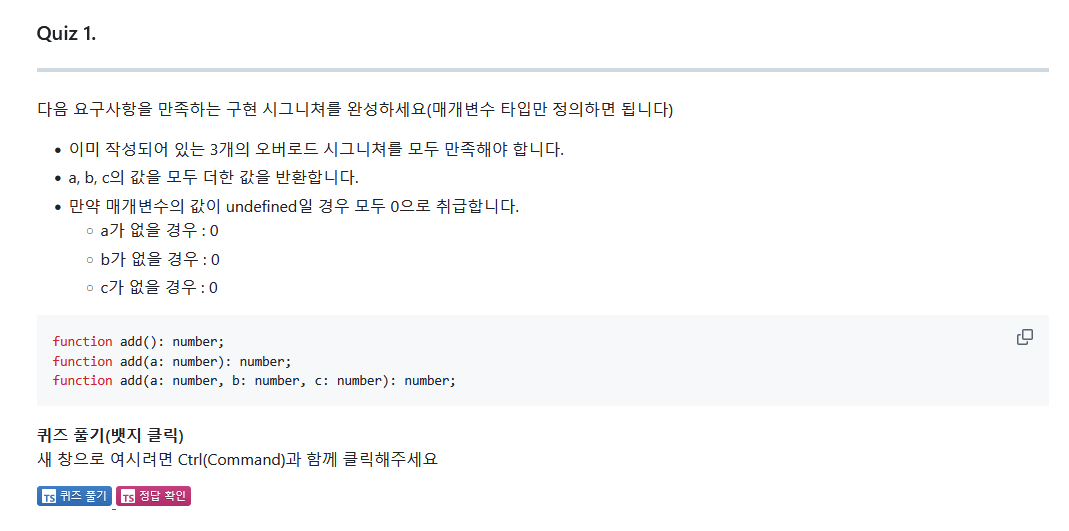 Quiz 1.
다음 요구사항을 만족하는 구현 시그니쳐를 완성하세요(매개변수 타입만 정의하면 됩니다)
• 이미 작성되어 있는 3개의 오버로드 시그니쳐를 모두 만족해야 합니다.
• a, b, c의 값을 모두 더한 값을 반환합니다.
• 만약 매개변수의 값이 undefined일 경우 모두 0으로 취급합니다.
○ a가 없을 경우 : 0
○ b가 없을 경우 : 0
○ c가 없을 경우 : 0
function add(): number;
function add(a: number): number;
function add(a: number, b: number, c: number): number;
퀴즈 풀기(뱃지 클릭)
새 창으로 여시려면 Ctrl(Command)과 함께 클릭해주세요
TS 퀴즈 풀기 TS 정답 확인